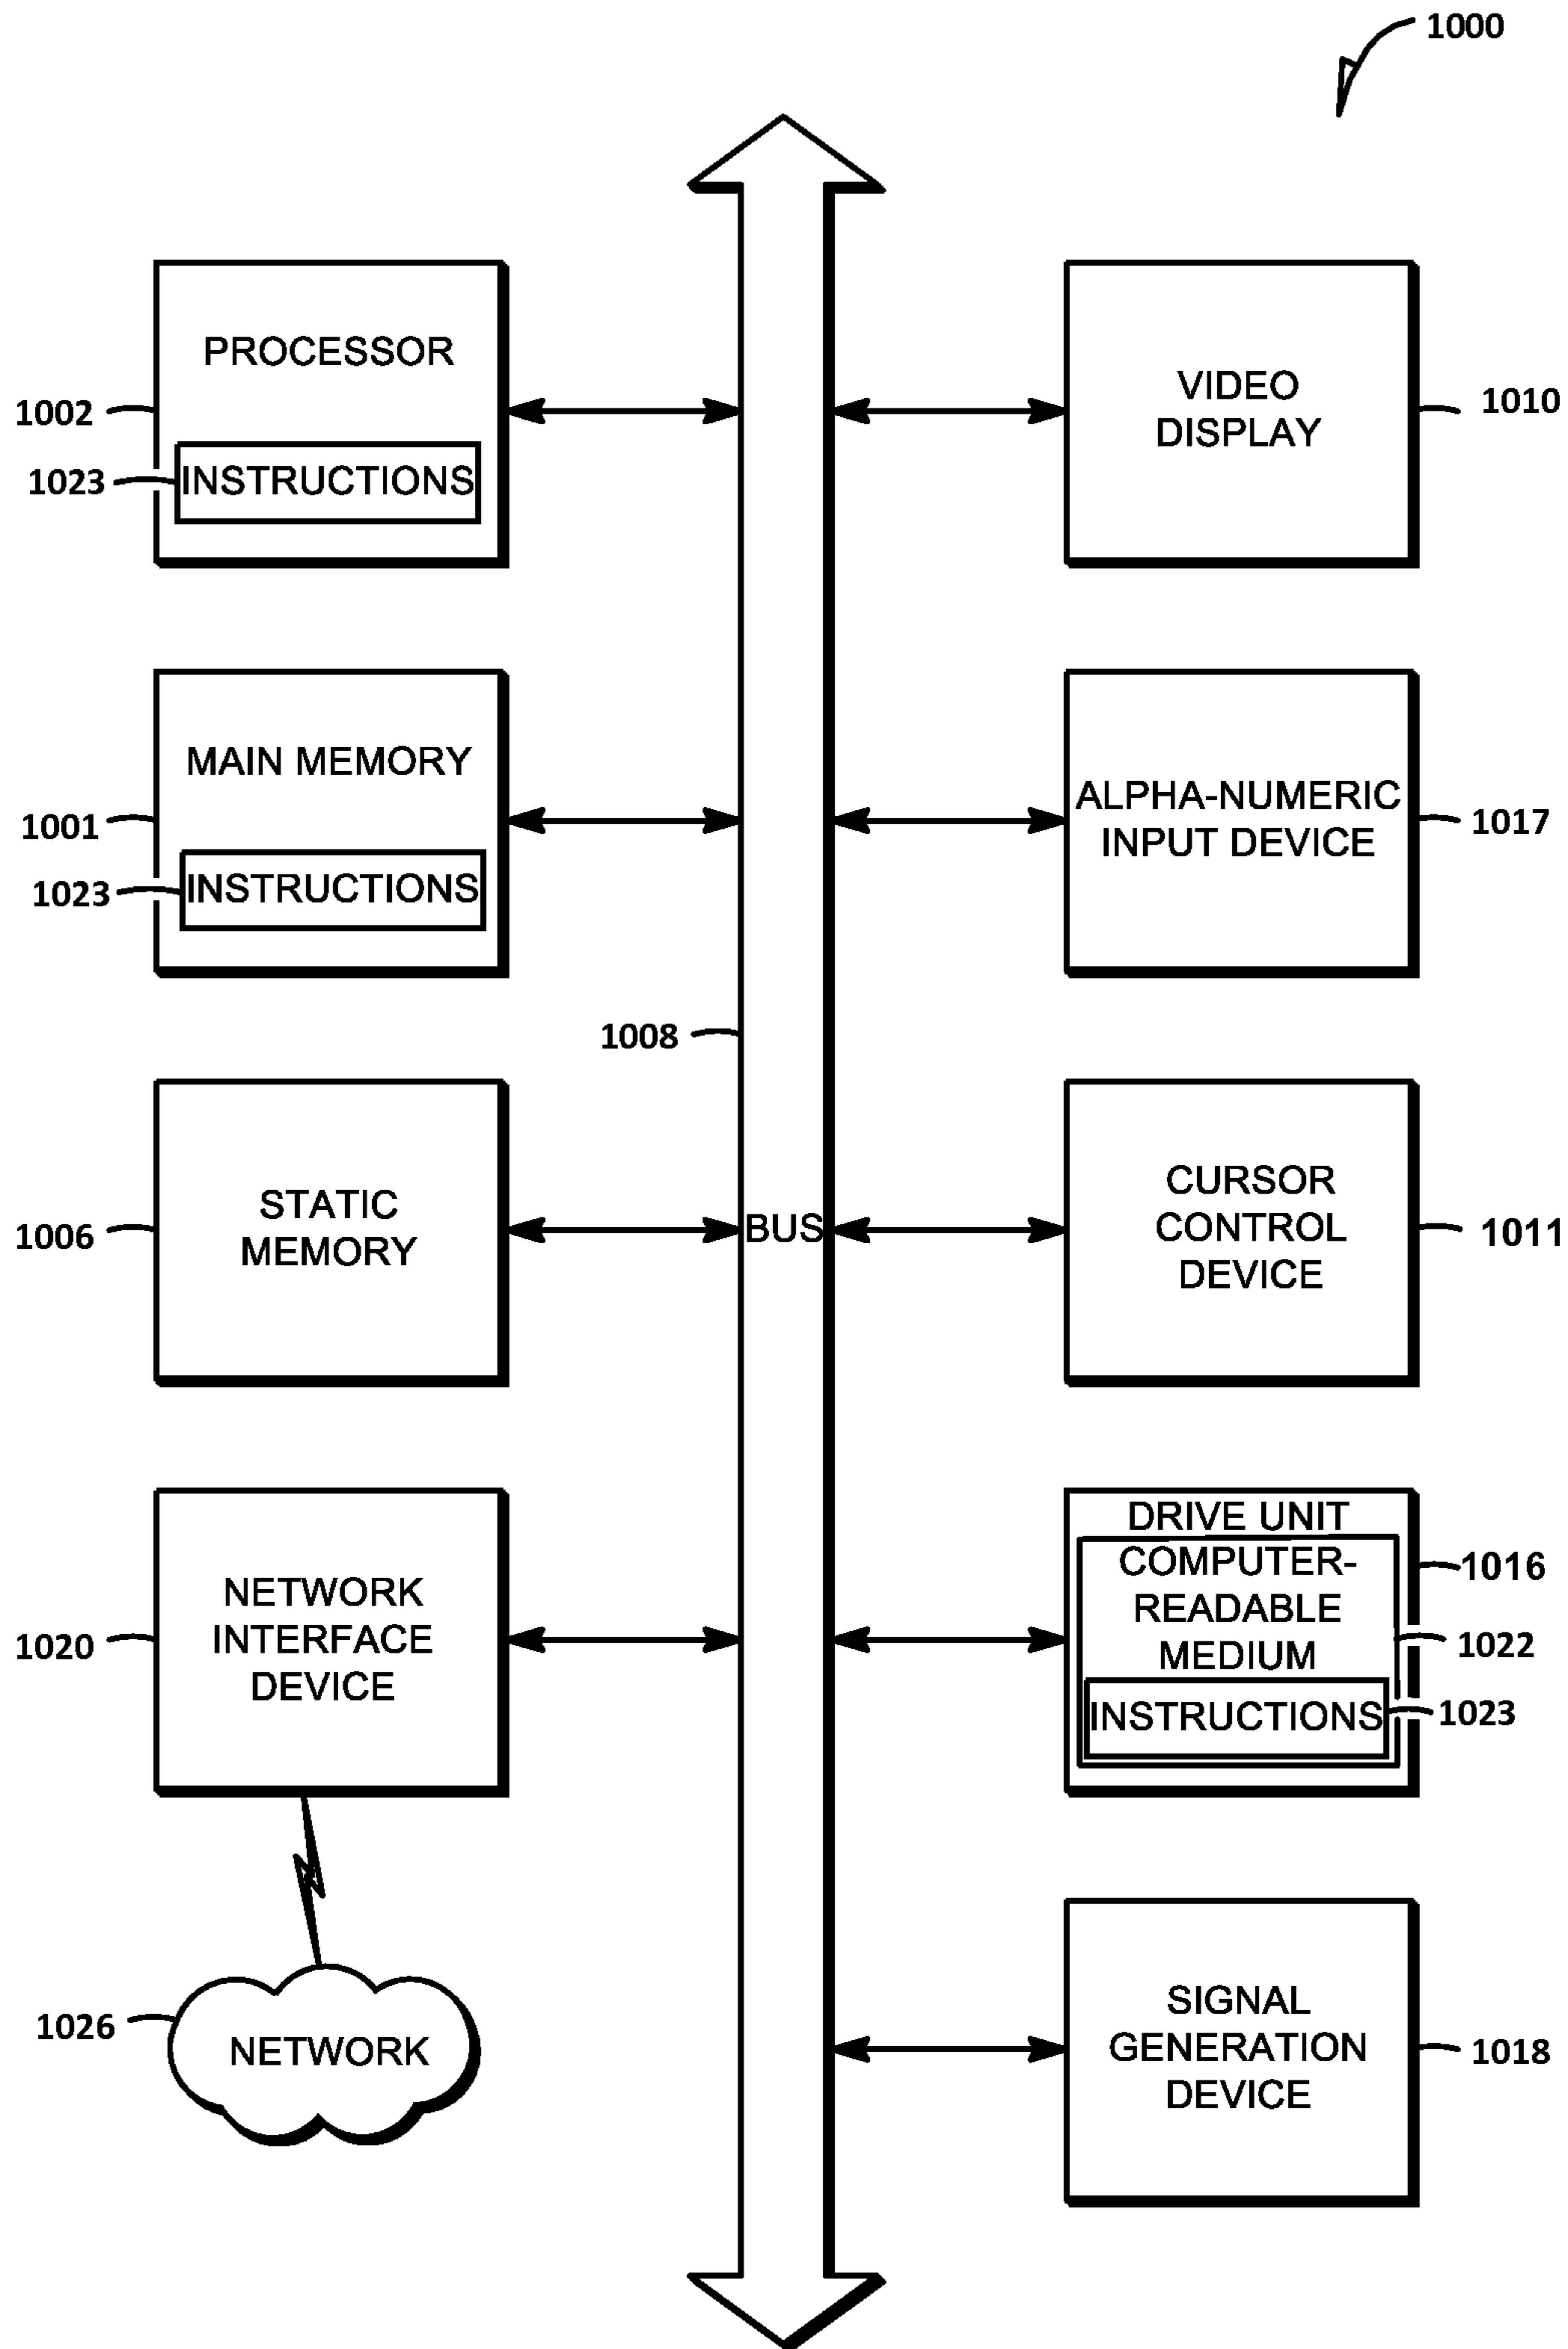 1000
PROCESSOR
1002
1023
INSTRUCTIONS
VIDEO
DISPLAY
1010
MAIN MEMORY
1001
1023
INSTRUCTIONS
ALPHA-NUMERIC
INPUT DEVICE
1017
1008
STATIC
MEMORY
1006
BUS
CURSOR
CONTROL
DEVICE
1011
NETWORK
INTERFACE
DEVICE
1020
DRIVE UNIT
COMPUTER-
READABLE
MEDIUM
INSTRUCTIONS
1016
1022
1023
1026
NETWORK
SIGNAL
GENERATION
DEVICE
1018